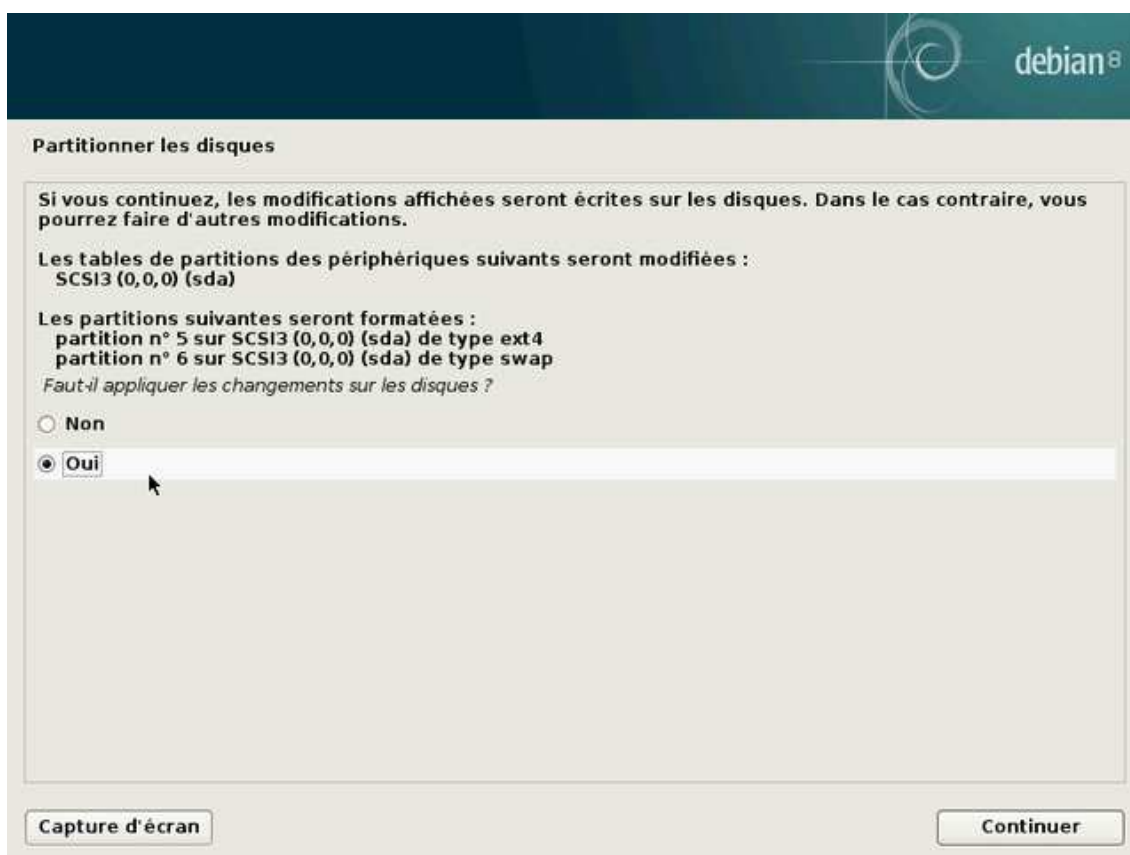 debian 8
Partitionner les disques
Si vous continuez, les modifications affichées seront écrites sur les disques. Dans le cas contraire, vous
pourrez faire d'autres modifications.
Les tables de partitions des périphériques suivants seront modifiées :
SCSI3 (0,0,0) (sda)
Les partitions suivantes seront formatées :
partition n° 5 sur SCSI3 (0,0,0) (sda) de type ext4
partition n° 6 sur SCSI3 (0,0,0) (sda) de type swap
Faut-il appliquer les changements sur les disques ?
Non
Oui
Capture d'écran
Continuer